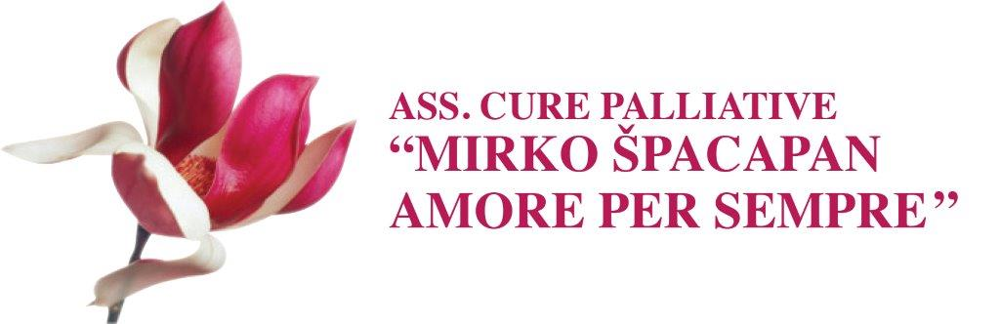 ASS. CURE PALLIATIVE
“MIRKO ŠPACAPAN
AMORE PER SEMPRE”